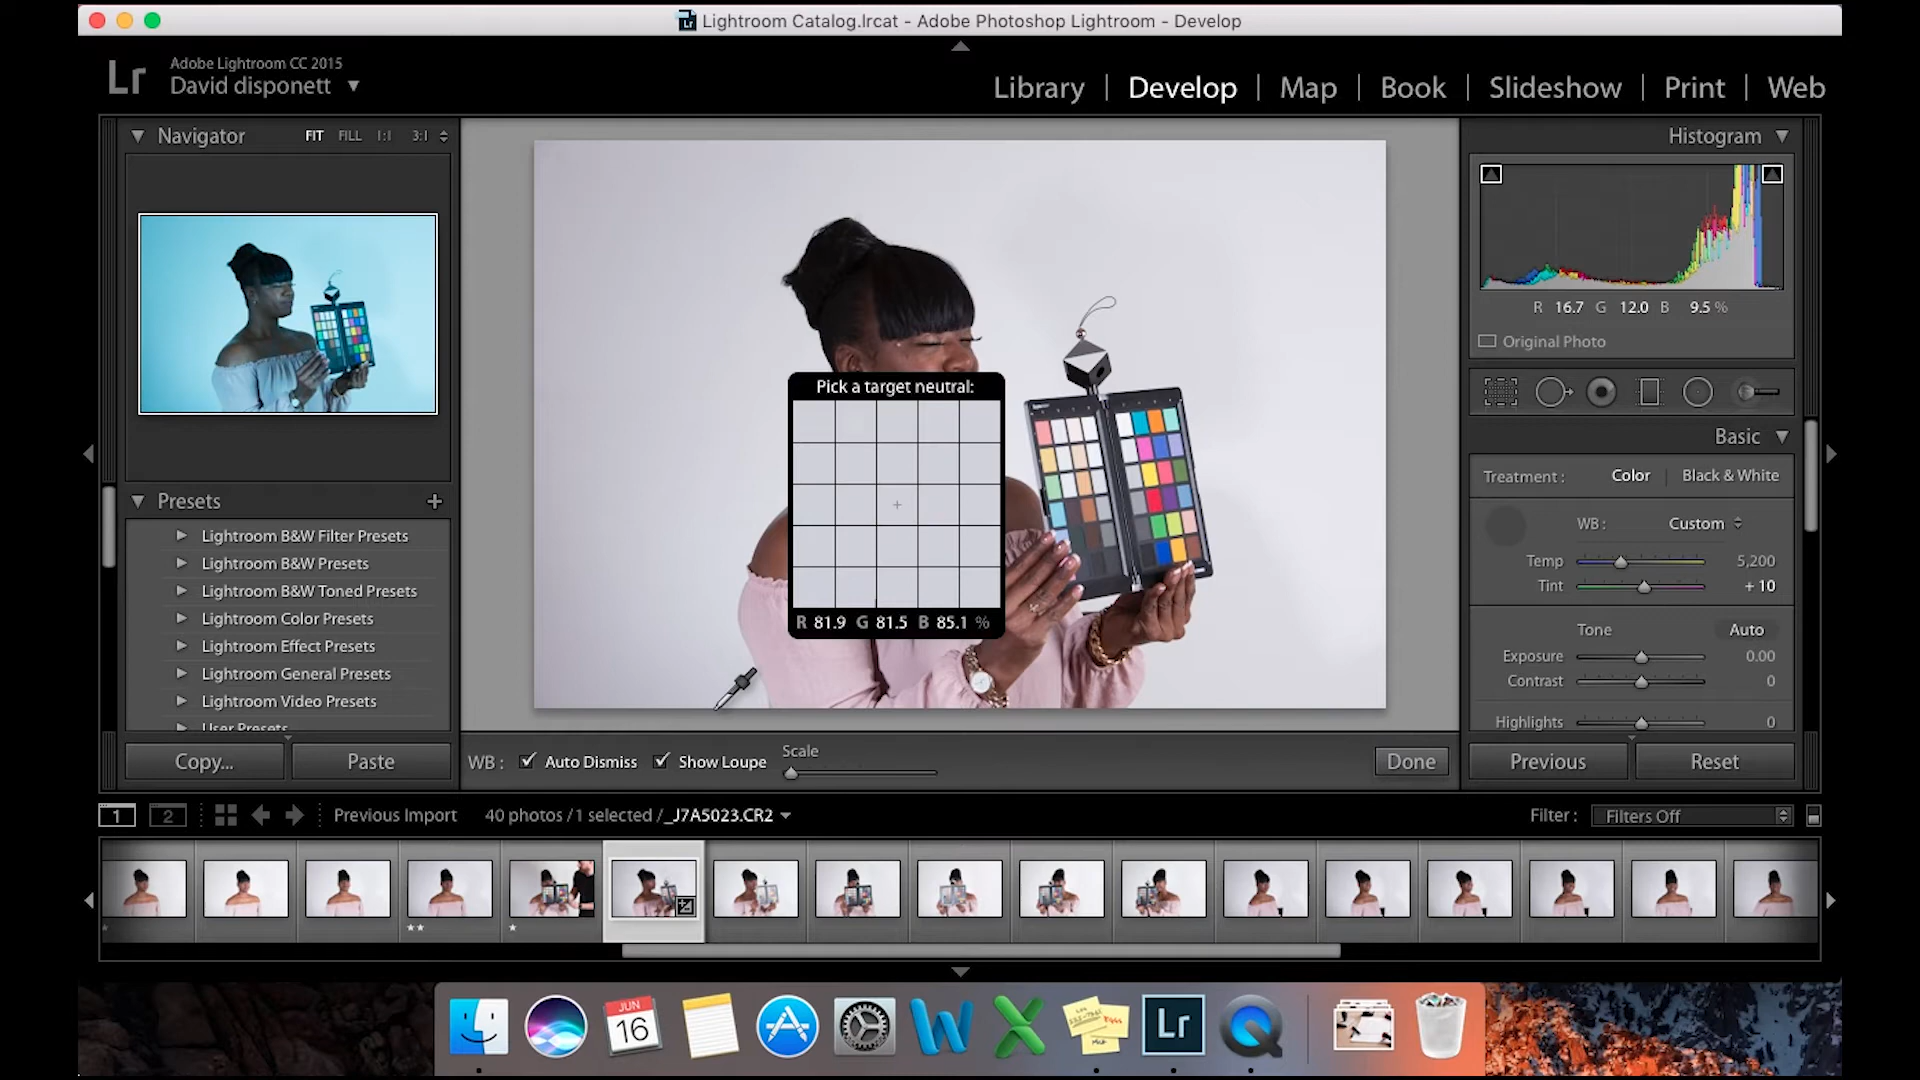 Lightroom Catalog.lrcat - Adobe Photoshop Lightroom - Develop
Lr
Adobe Lightroom CC 2015
David disponett
Library | Develop | Map | Book | Slideshow | Print | Web
Navigator FIT FILL 1:1 3:1
Histogram
R 16.7 G 12.0 B 9.5 %
Original Photo
Basic
Treatment : Color Black & White
WB : Custom
Temp 5,200
Tint + 10
Tone Auto
Exposure 0.00
Contrast 0
Highlights 0
Previous Reset
Pick a target neutral:
R 81.9 G 81.5 B 85.1 %
Presets
Lightroom B&W Filter Presets
Lightroom B&W Presets
Lightroom B&W Toned Presets
Lightroom Color Presets
Lightroom Effect Presets
Lightroom General Presets
Lightroom Video Presets
User Presets
Copy... Paste
WB : Auto Dismiss Show Loupe Scale
Done
1 2 Previous Import 40 photos / 1 selected / _J7A5023.CR2
Filter : Filters Off
JUN
16
Lr